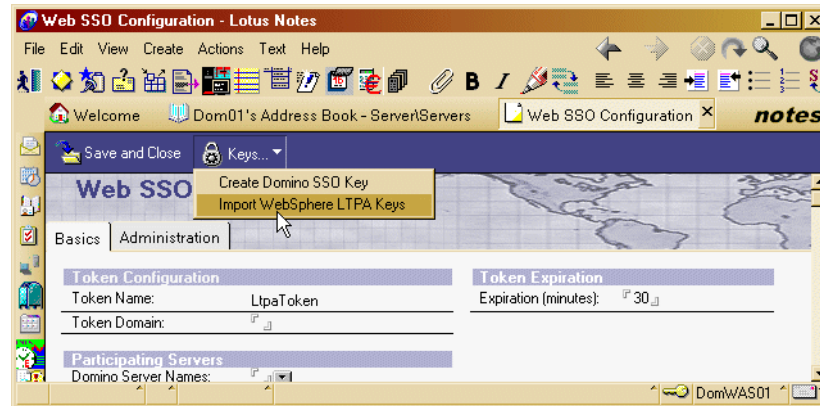 Web SSO Configuration - Lotus Notes
File Edit View Create Actions Text Help
B I
Welcome Dom01's Address Book - Server\Servers Web SSO Configuration notes
Save and Close Keys...
Create Domino SSO Key
Web SSO
Import WebSphere LTPA Keys
Basics Administration
Token Configuration Token Expiration
Token Name: LtpaToken Expiration (minutes): 30
Token Domain:
Participating Servers
Domino Server Names:
DomWAS01